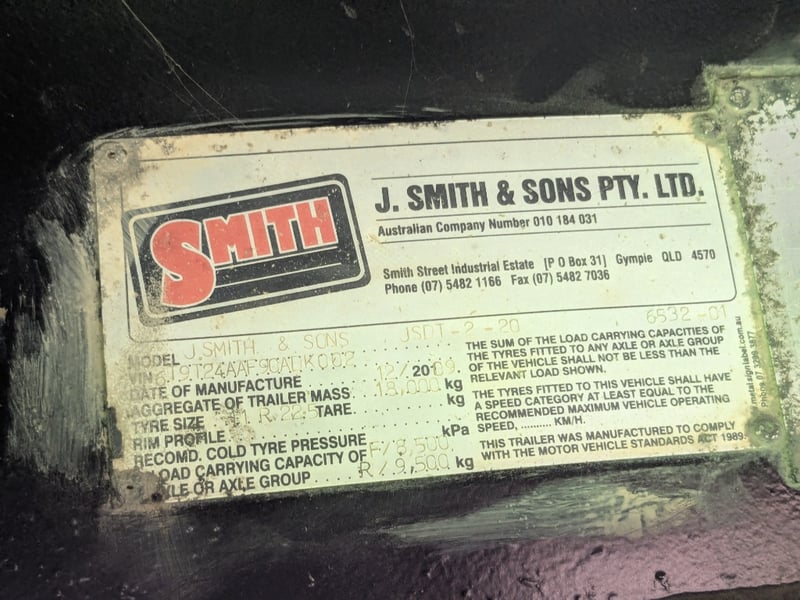 SMITH
J. SMITH & SONS PTY. LTD.
Australian Company Number 010 184 031
Smith Street Industrial Estate [P O Box 31] Gympie QLD 4570
Phone (07) 5482 1166 Fax (07) 5482 7036
MODEL J.SMITH & SONS JSDT-2-20 6532-01
DATE OF MANUFACTURE 12/2009
AGGREGATE OF TRAILER MASS 18,000 kg
TYRE SIZE 11 R 22.5 TARE kg
RIM PROFILE
RECOMD. COLD TYRE PRESSURE kPa
LOAD CARRYING CAPACITY OF F/8,500
AXLE OR AXLE GROUP R/9,500 kg
THE SUM OF THE LOAD CARRYING CAPACITIES OF
THE TYRES FITTED TO ANY AXLE OR AXLE GROUP
OF THE VEHICLE SHALL NOT BE LESS THAN THE
RELEVANT LOAD SHOWN.
THE TYRES FITTED TO THIS VEHICLE SHALL HAVE
A SPEED CATEGORY AT LEAST EQUAL TO THE
RECOMMENDED MAXIMUM VEHICLE OPERATING
SPEED, .......... KM/H.
THIS TRAILER WAS MANUFACTURED TO COMPLY
WITH THE MOTOR VEHICLE STANDARDS ACT 1989.
metalsignlabel.com.au